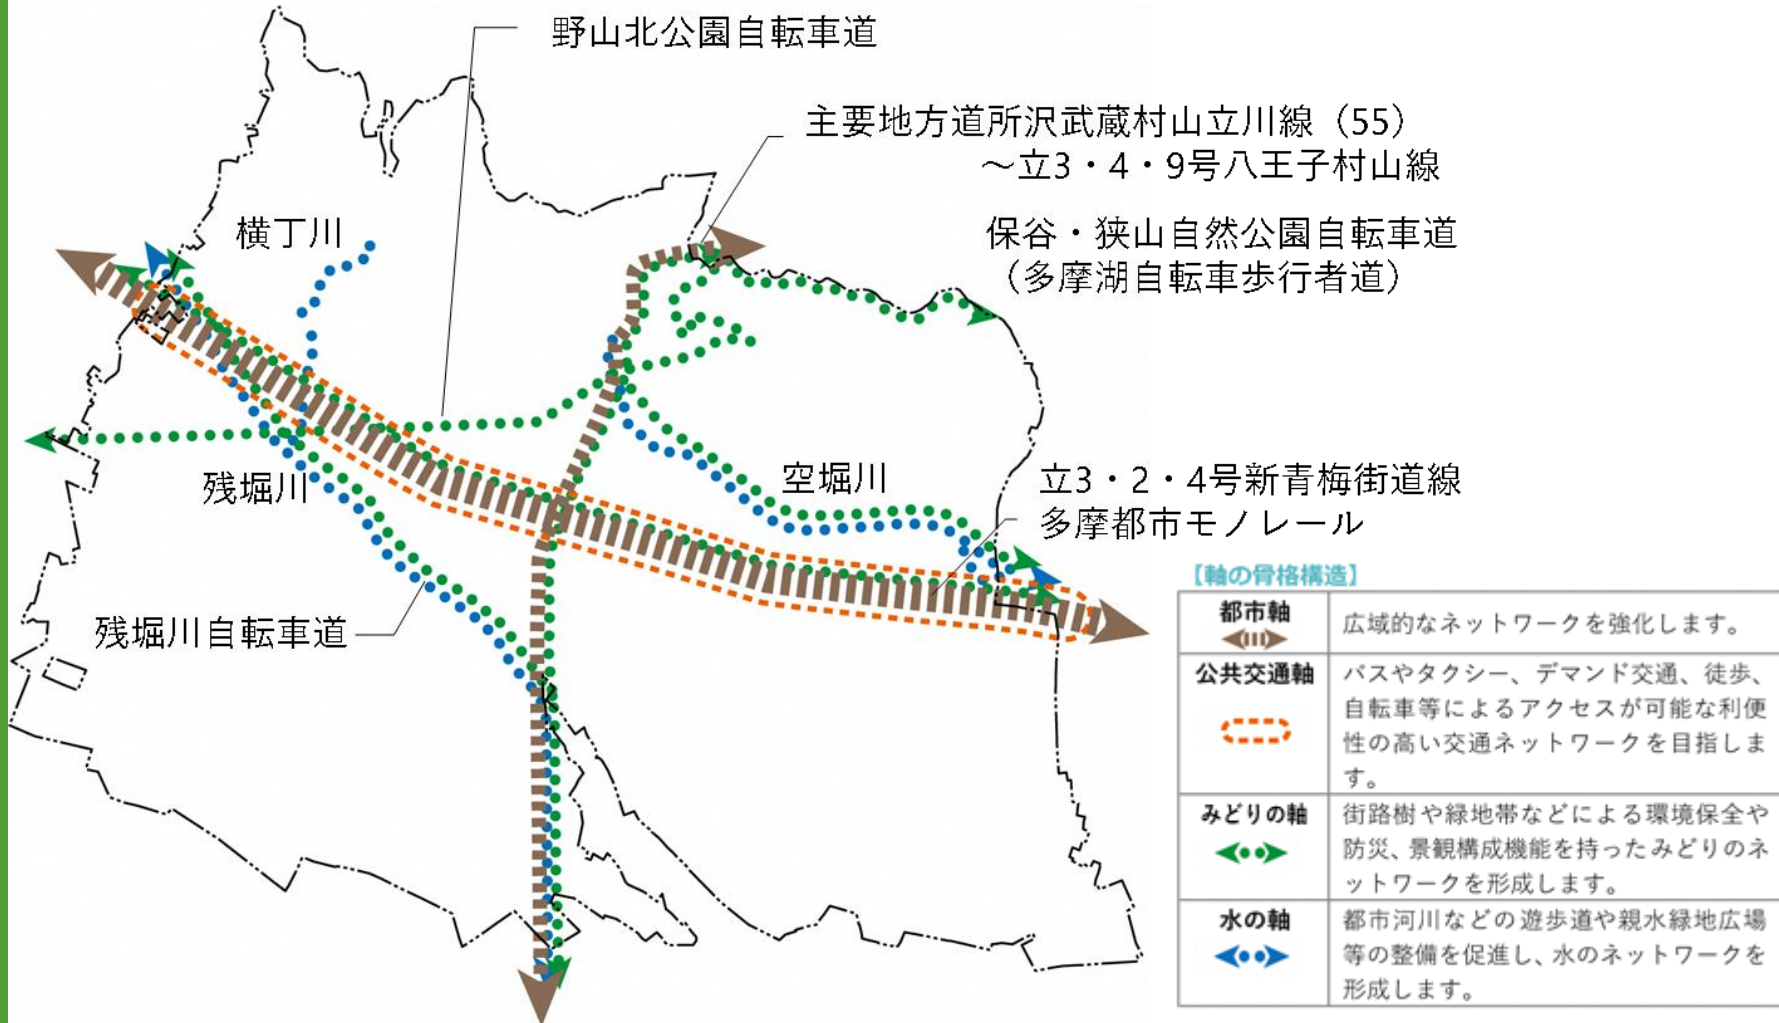 野山北公園自転車道
主要地方道所沢武蔵村山立川線（55）
～立3・4・9号八王子村山線
保谷・狭山自然公園自転車道
（多摩湖自転車歩行者道）
横丁川
残堀川
空堀川
立3・2・4号新青梅街道線
多摩都市モノレール
残堀川自転車道
【軸の骨格構造】
都市軸
広域的なネットワークを強化します。
公共交通軸
バスやタクシー、デマンド交通、徒歩、
自転車等によるアクセスが可能な利便
性の高い交通ネットワークを目指しま
す。
みどりの軸
街路樹や緑地帯などによる環境保全や
防災、景観構成機能を持ったみどりのネ
ットワークを形成します。
水の軸
都市河川などの遊歩道や親水緑地広場
等の整備を促進し、水のネットワークを
形成します。